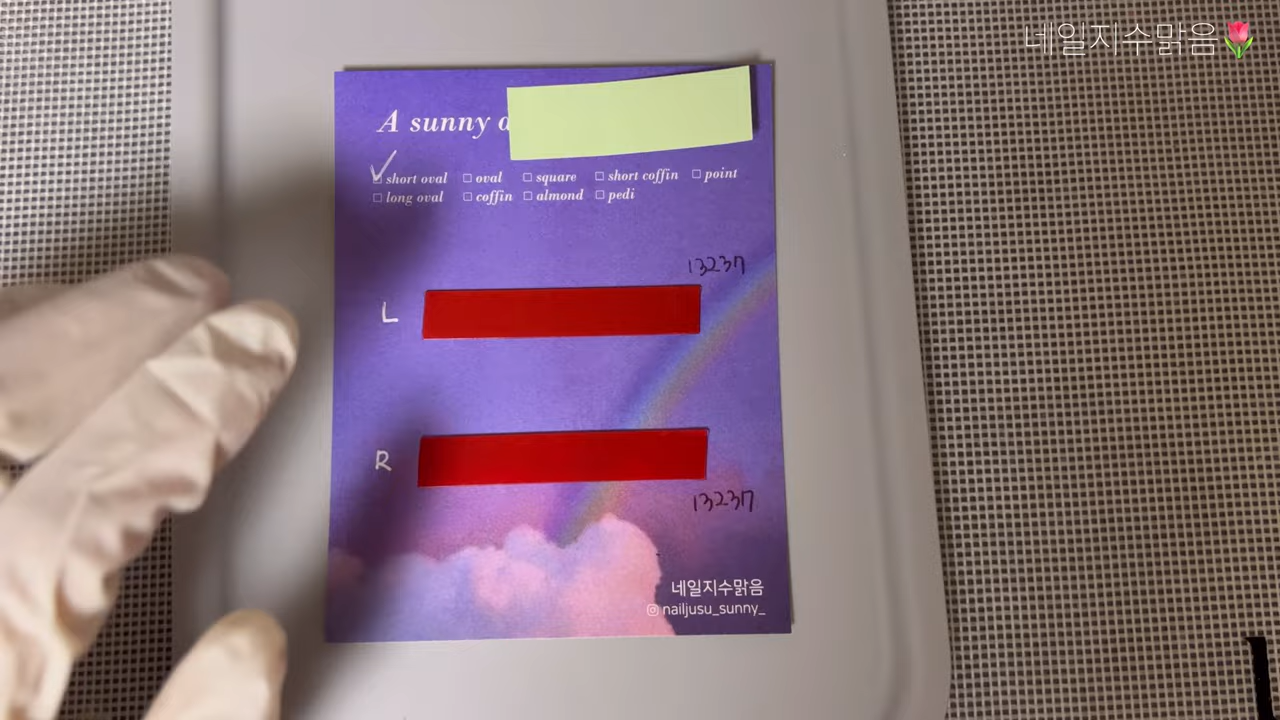 네일지수맑음🌷
A sunny
□ short oval □ oval □ square □ short coffin □ point
□ long oval □ coffin □ almond □ pedi
13237
L
R
13237
네일지수맑음
nailjusu_sunny_